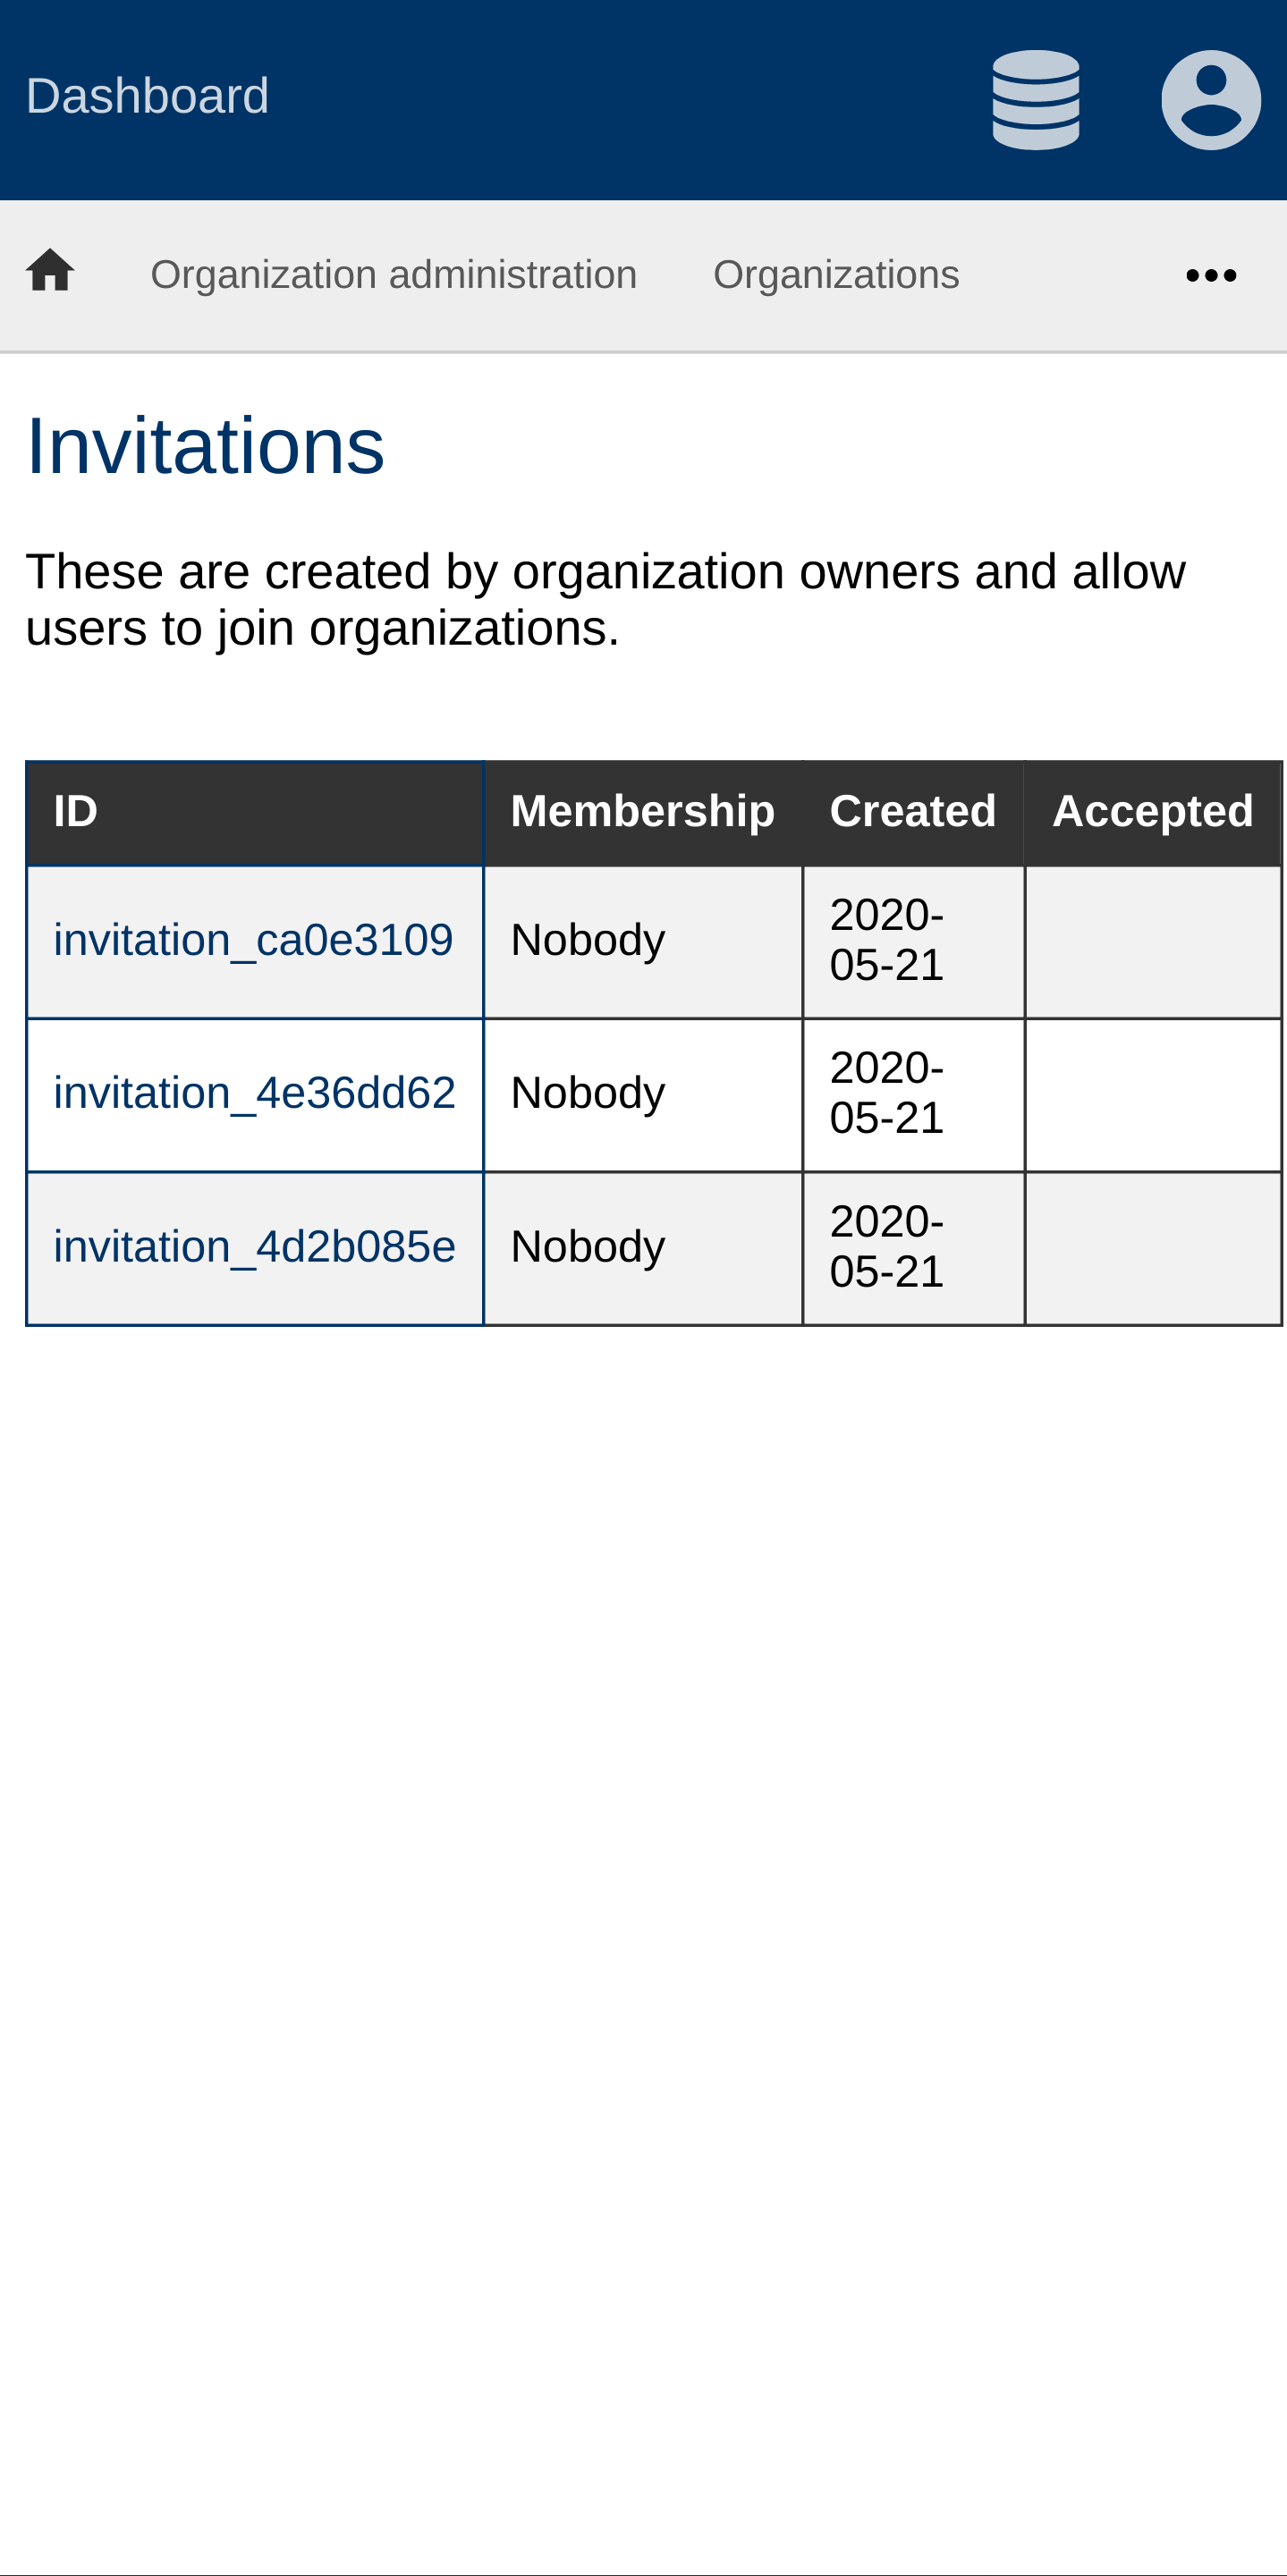 Dashboard
Organization administration Organizations
Invitations
These are created by organization owners and allow
users to join organizations.
ID Membership Created Accepted
invitation_ca0e3109 Nobody 2020-
05-21
invitation_4e36dd62 Nobody 2020-
05-21
invitation_4d2b085e Nobody 2020-
05-21